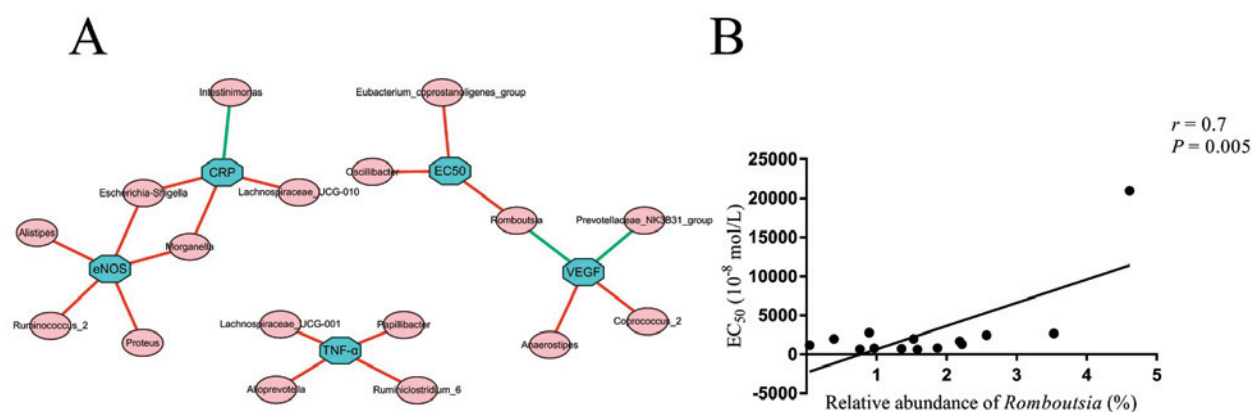 A
Intestinimonas
CRP
Escherichia-Shigella
Lachnospiraceae_UCG-010
Alistipes
Morganella
eNOS
Ruminococcus_2
Proteus
Eubacterium_coprostanoligenes_group
Oscillibacter
EC50
Romboutsia
Prevotellaceae_NK3B31_group
VEGF
Coprococcus_2
Anaerostipes
Lachnospiraceae_UCG-001
Papillibacter
TNF-α
Alloprevotella
Ruminiclostridium_6
B
r = 0.7
P = 0.005
EC50 (10-8 mol/L)
25000
20000
15000
10000
5000
0
-5000
1
2
3
4
5
Relative abundance of Romboutsia (%)